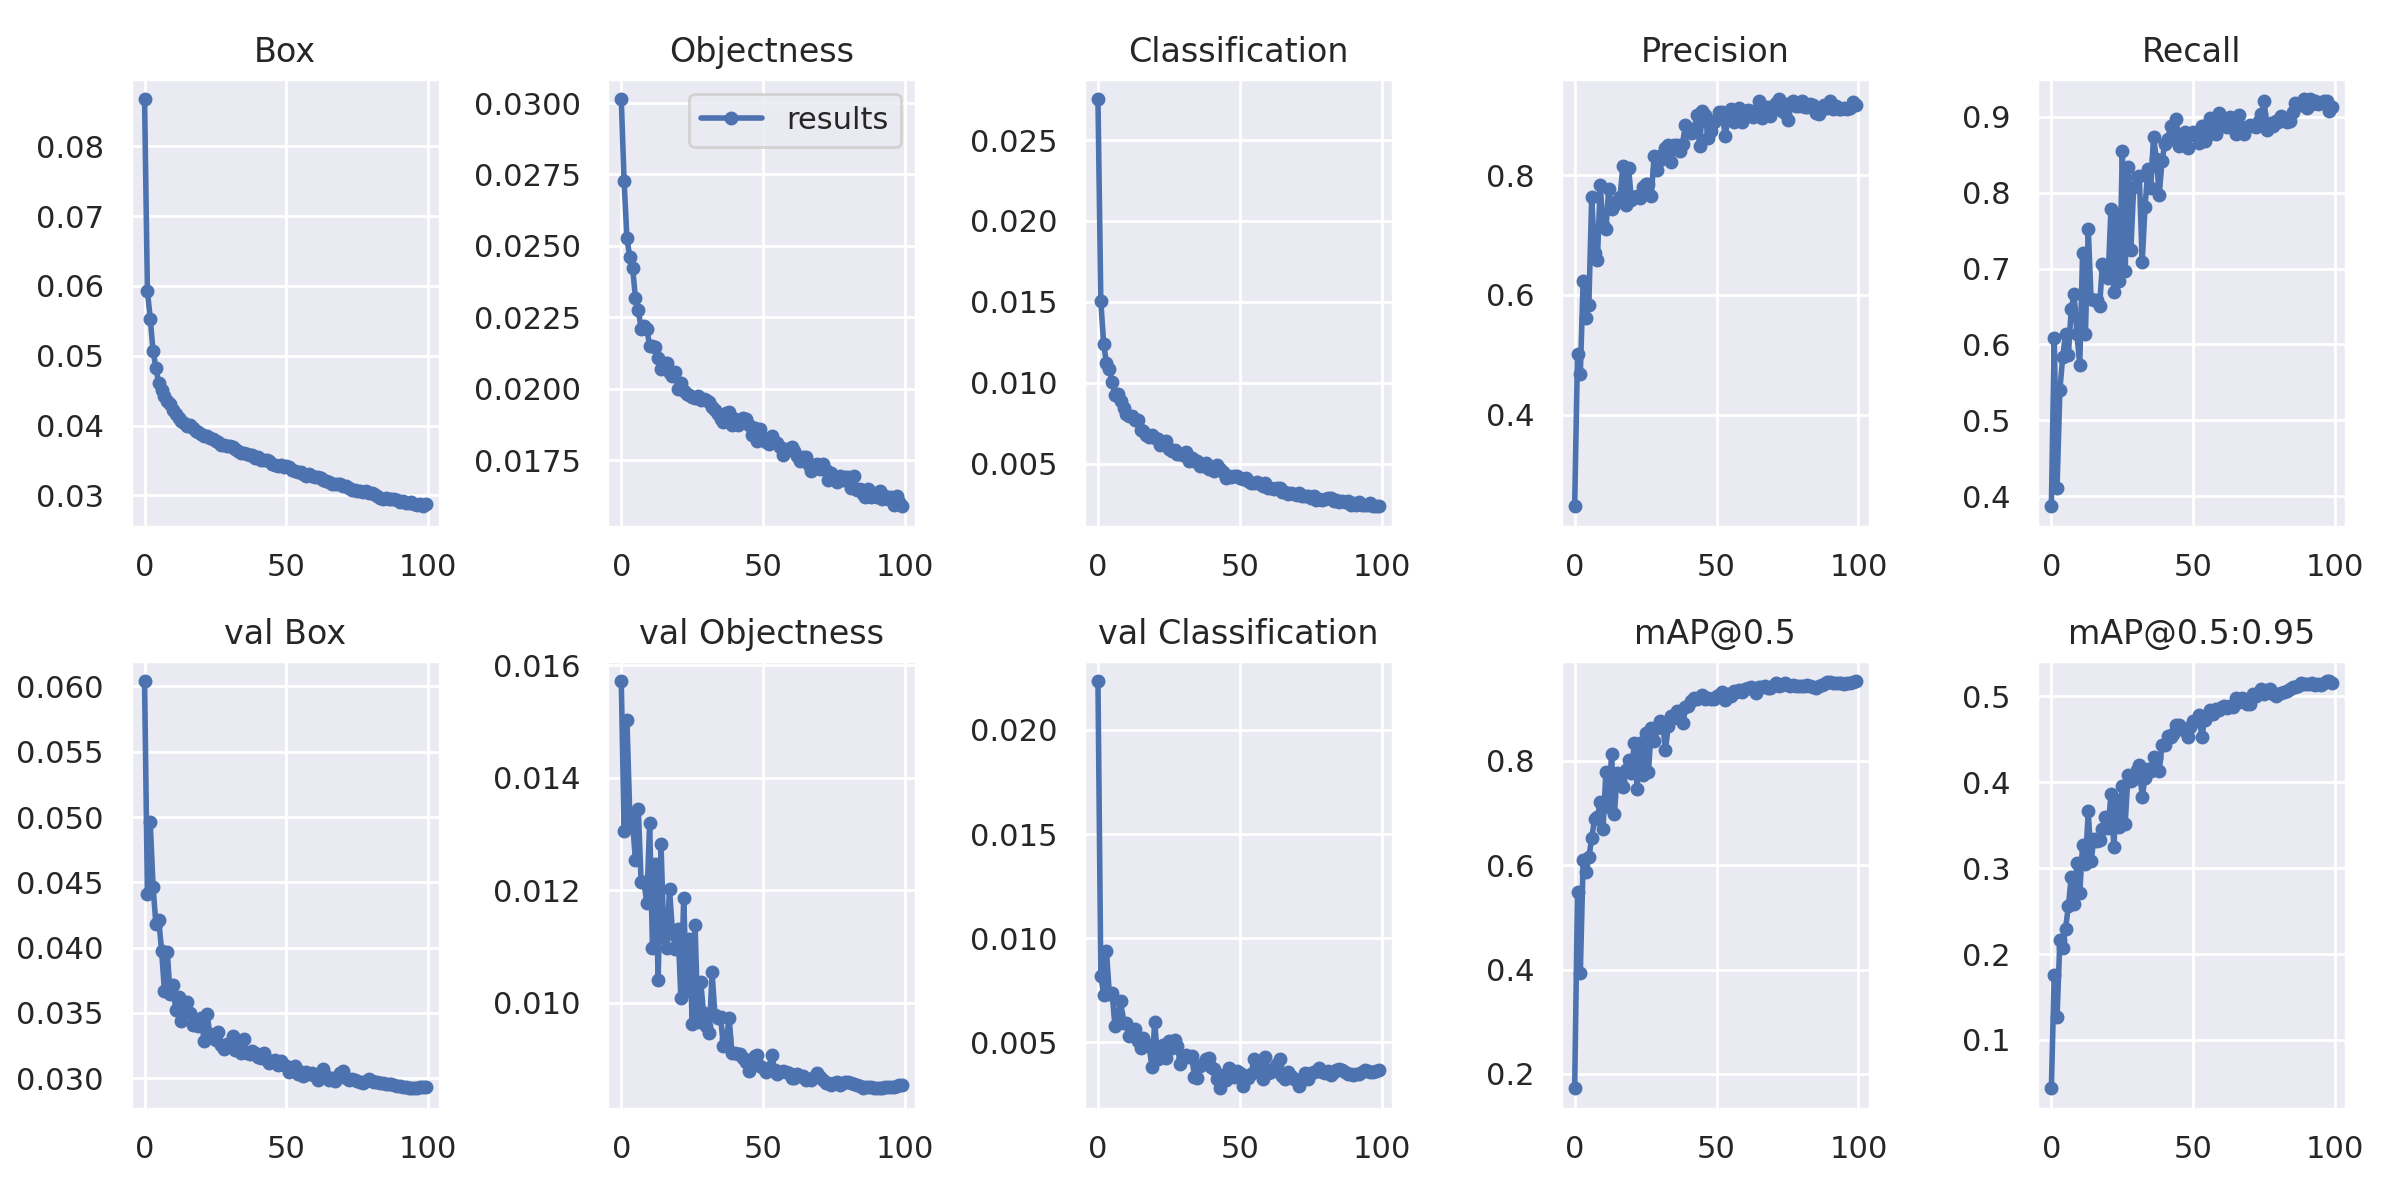 Box
Objectness
Classification
Precision
Recall
0.08
0.07
0.06
0.05
0.04
0.03
0 50 100
0.0300
0.0275
0.0250
0.0225
0.0200
0.0175
results
0 50 100
0.025
0.020
0.015
0.010
0.005
0 50 100
0.8
0.6
0.4
0 50 100
0.9
0.8
0.7
0.6
0.5
0.4
0 50 100
val Box
val Objectness
val Classification
mAP@0.5
mAP@0.5:0.95
0.060
0.055
0.050
0.045
0.040
0.035
0.030
0 50 100
0.016
0.014
0.012
0.010
0 50 100
0.020
0.015
0.010
0.005
0 50 100
0.8
0.6
0.4
0.2
0 50 100
0.5
0.4
0.3
0.2
0.1
0 50 100